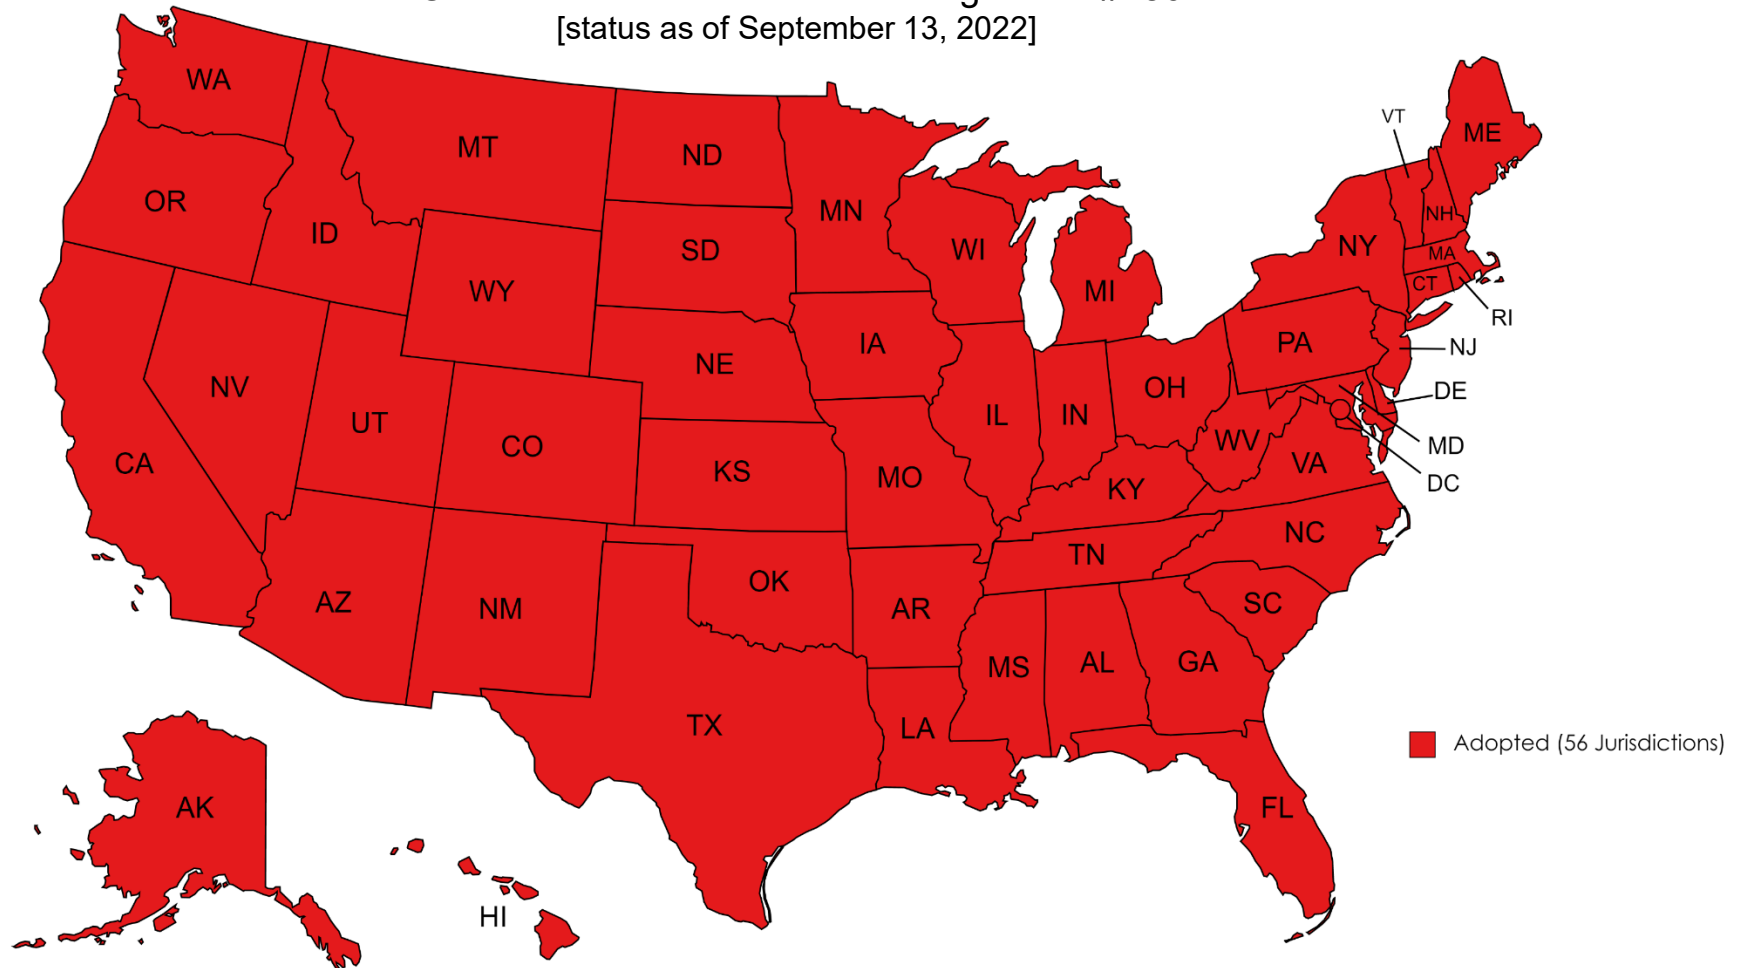 [status as of September 13, 2022]
WA
MT
ND
MN
VT
ME
OR
ID
SD
WI
NY
NH
MA
CT
RI
WY
MI
NJ
IA
PA
NE
DE
NV
OH
UT
IL
IN
MD
CO
WV
CA
KS
MO
VA
DC
KY
NC
TN
OK
AZ
NM
AR
SC
MS
AL
GA
TX
LA
Adopted (56 Jurisdictions)
AK
FL
HI